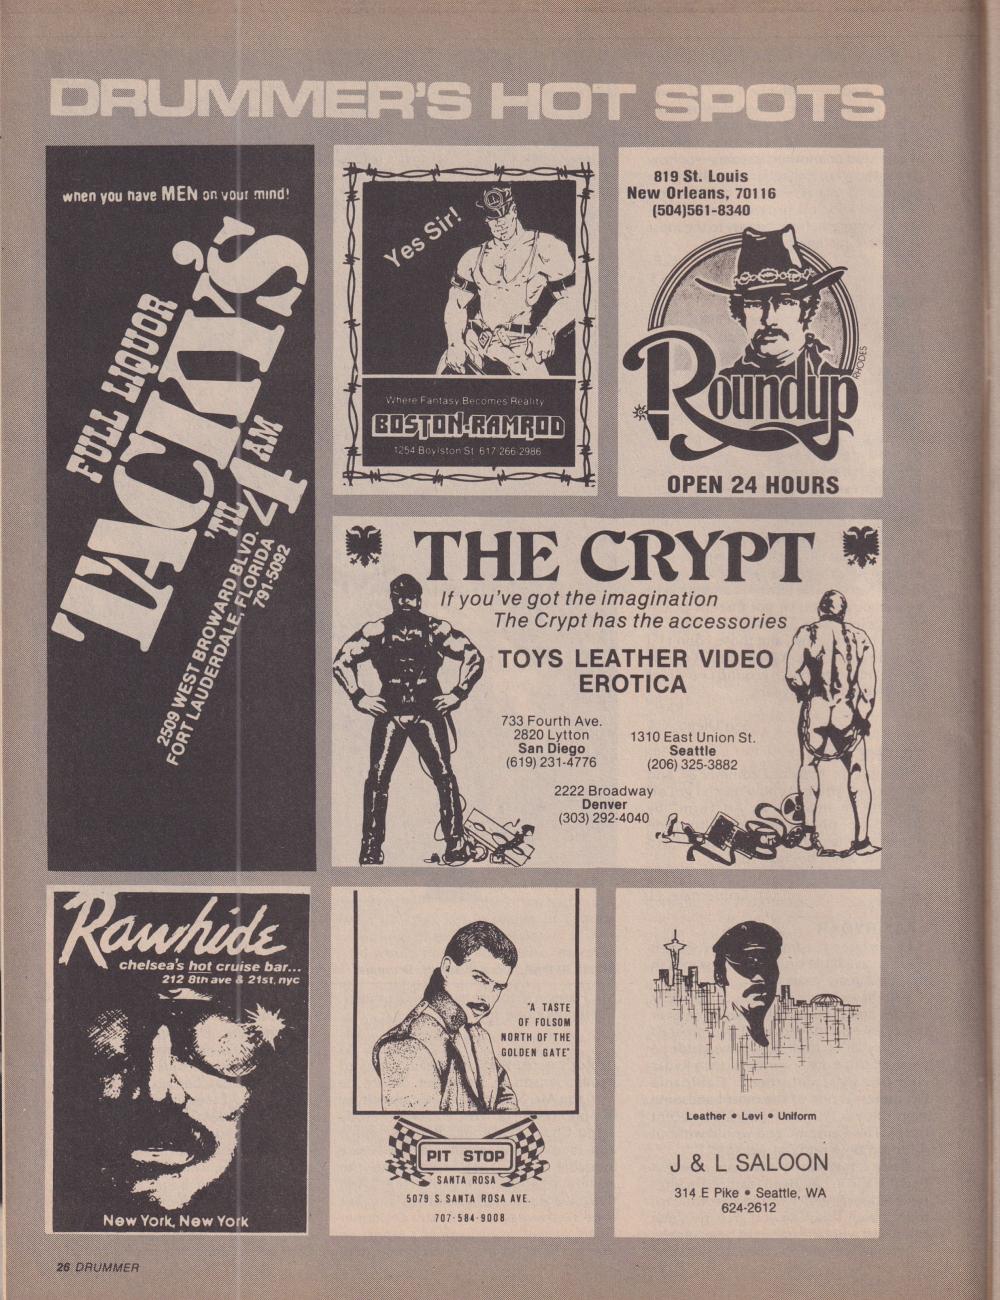 DRUMMER'S HOT SPOTS
when you have MEN on your mind!
FULL LIQUOR
TACKY'S
'TIL 4 AM
2509 WEST BROWARD BLVD.
FORT LAUDERDALE, FLORIDA
791-5092
Yes Sir!
Where Fantasy Becomes Reality
BOSTON-RAMROD
1254 Boylston St. 617 266 2986
819 St. Louis
New Orleans, 70116
(504)561-8340
Roundup
RHODES
OPEN 24 HOURS
THE CRYPT
If you've got the imagination
The Crypt has the accessories
TOYS LEATHER VIDEO
EROTICA
733 Fourth Ave.
2820 Lytton
San Diego
(619) 231-4776
1310 East Union St.
Seattle
(206) 325-3882
2222 Broadway
Denver
(303) 292-4040
Rawhide
chelsea's hot cruise bar...
212 8th ave & 21st, nyc
New York, New York
"A TASTE
OF FOLSOM
NORTH OF THE
GOLDEN GATE"
PIT STOP
SANTA ROSA
5079 S. SANTA ROSA AVE.
707-584-9008
Leather • Levi • Uniform
J & L SALOON
314 E Pike • Seattle, WA
624-2612
26 DRUMMER